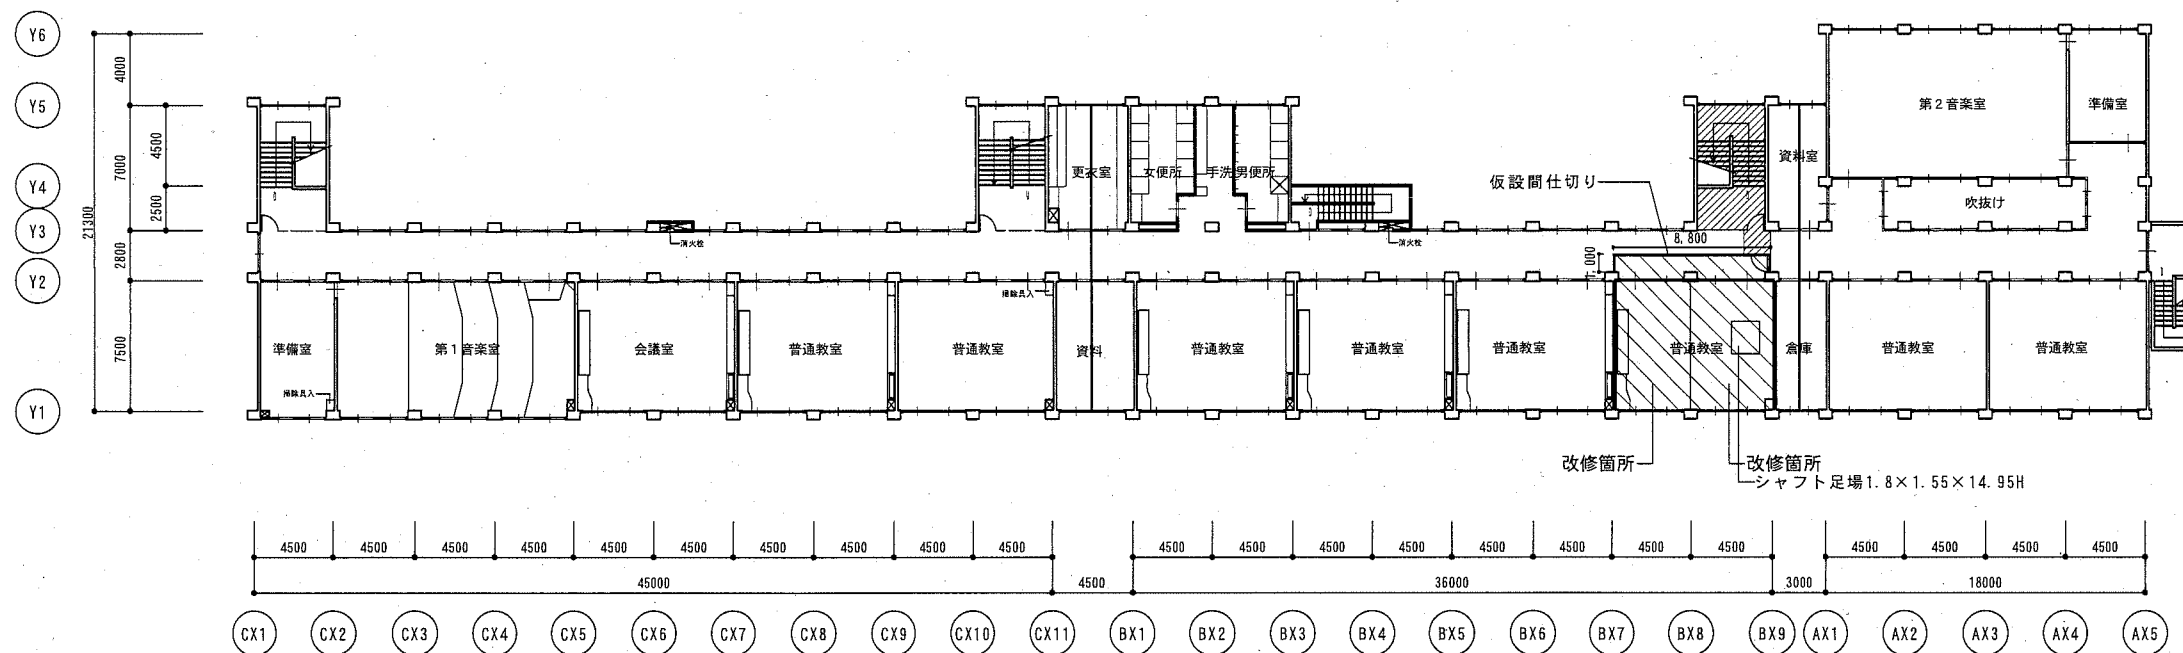 Y6
Y5
Y4
Y3
Y2
Y1
21300
4000
7000
2800
7500
4500
2500
第2音楽室
準備室
資料室
吹抜け
更衣室
女便所
手洗
男便所
仮設間仕切り
8,800
消火栓
消火栓
掃除具入
準備室
第1音楽室
会議室
普通教室
普通教室
資料
普通教室
普通教室
普通教室
普通教室
倉庫
普通教室
普通教室
掃除具入
改修箇所
改修箇所
シャフト足場1.8×1.55×14.95H
4500 4500 4500 4500 4500 4500 4500 4500 4500 4500 4500 4500 4500 4500 4500 4500 4500 4500 4500 4500 4500 4500
45000 4500 36000 3000 18000
CX1 CX2 CX3 CX4 CX5 CX6 CX7 CX8 CX9 CX10 CX11 BX1 BX2 BX3 BX4 BX5 BX6 BX7 BX8 BX9 AX1 AX2 AX3 AX4 AX5